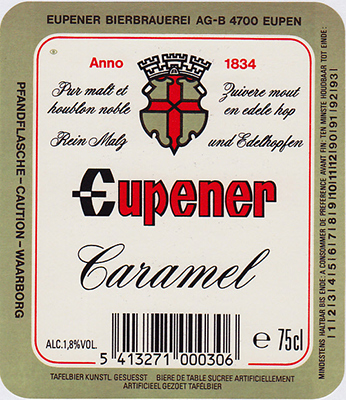 EUPENER BIERBRAUEREI AG-B 4700 EUPEN
®
Anno 1834
Pur malt et Zuivere mout
houblon noble en edele hop
Rein Malz und Edelhopfen
Eupener
Caramel
ALC.1,8%VOL.
5 413271 000306
e 75cl
TAFELBIER KÜNSTL. GESUESST BIERE DE TABLE SUCREE ARTIFICIELLEMENT
ARTIFICIEEL GEZOET TAFELBIER
PFANDFLASCHE-CAUTION-WAARBORG
MINDESTENS HALTBAR BIS ENDE: A CONSOMMER DE PREFERENCE AVANT FIN: TEN MINSTE HOUDBAAR TOT EINDE:
1|2|3|4|5|6|7|8|9|10|11|12|90|91|92|93|